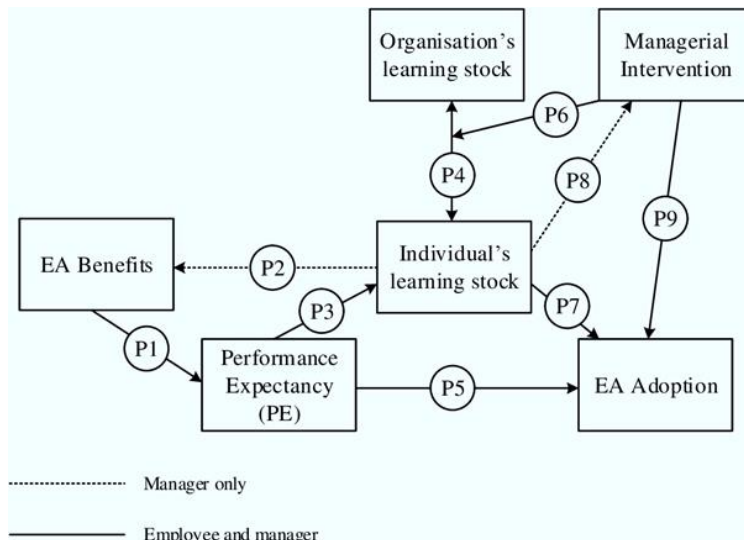 Organisation's
learning stock
Managerial
Intervention
P6
P4
P8
P9
EA Benefits
P2
Individual's
learning stock
P3
P7
P1
Performance
Expectancy
(PE)
P5
EA Adoption
Manager only
Employee and manager